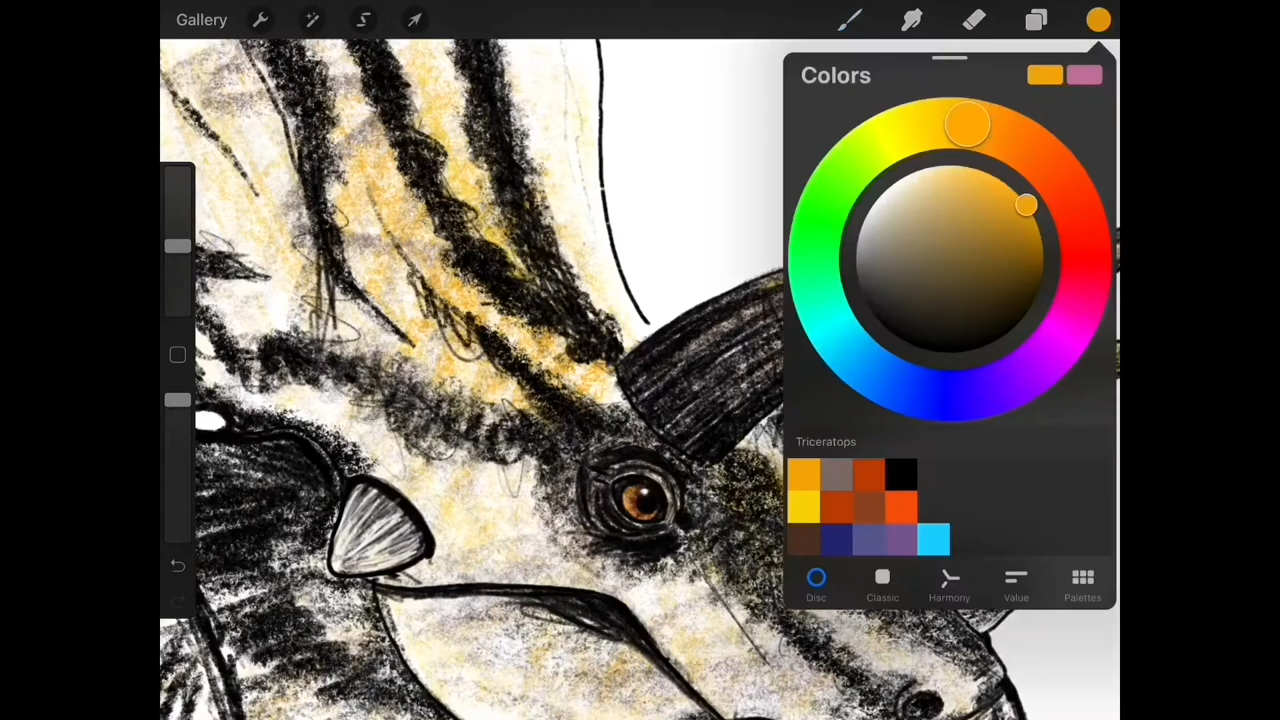 Gallery
Colors
Triceratops
Disc
Classic
Harmony
Value
Palettes